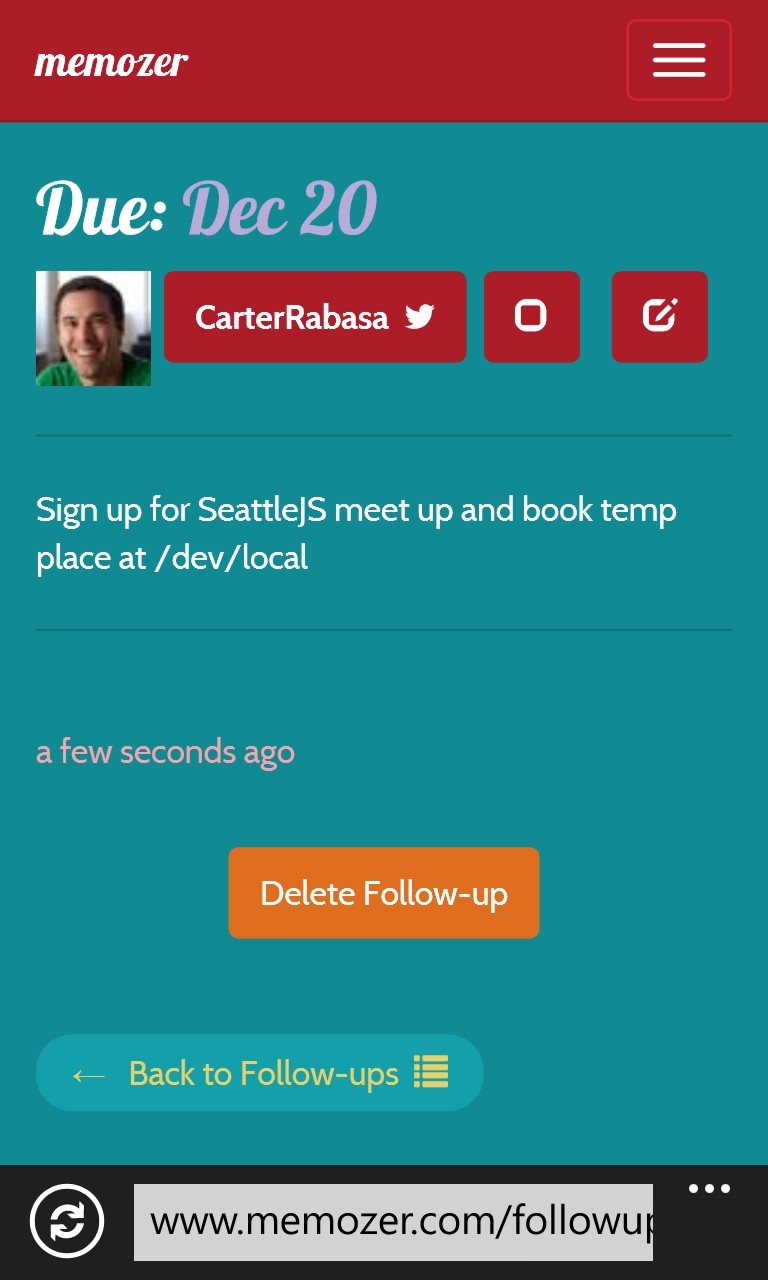 memozer
Due: Dec 20
CarterRabasa
Sign up for SeattleJS meet up and book temp
place at /dev/local
a few seconds ago
Delete Follow-up
← Back to Follow-ups
www.memozer.com/followup